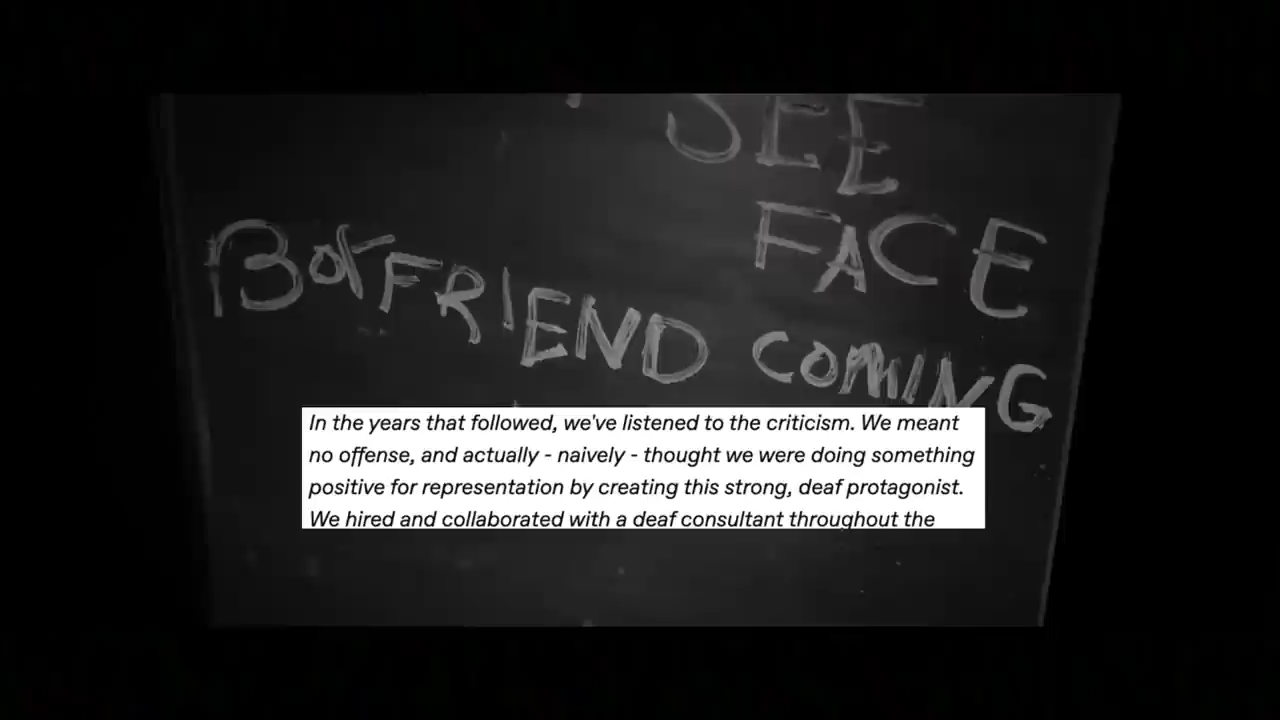 SEE
FACE
BOYFRIEND COMING
In the years that followed, we've listened to the criticism. We meant
no offense, and actually - naively - thought we were doing something
positive for representation by creating this strong, deaf protagonist.
We hired and collaborated with a deaf consultant throughout the